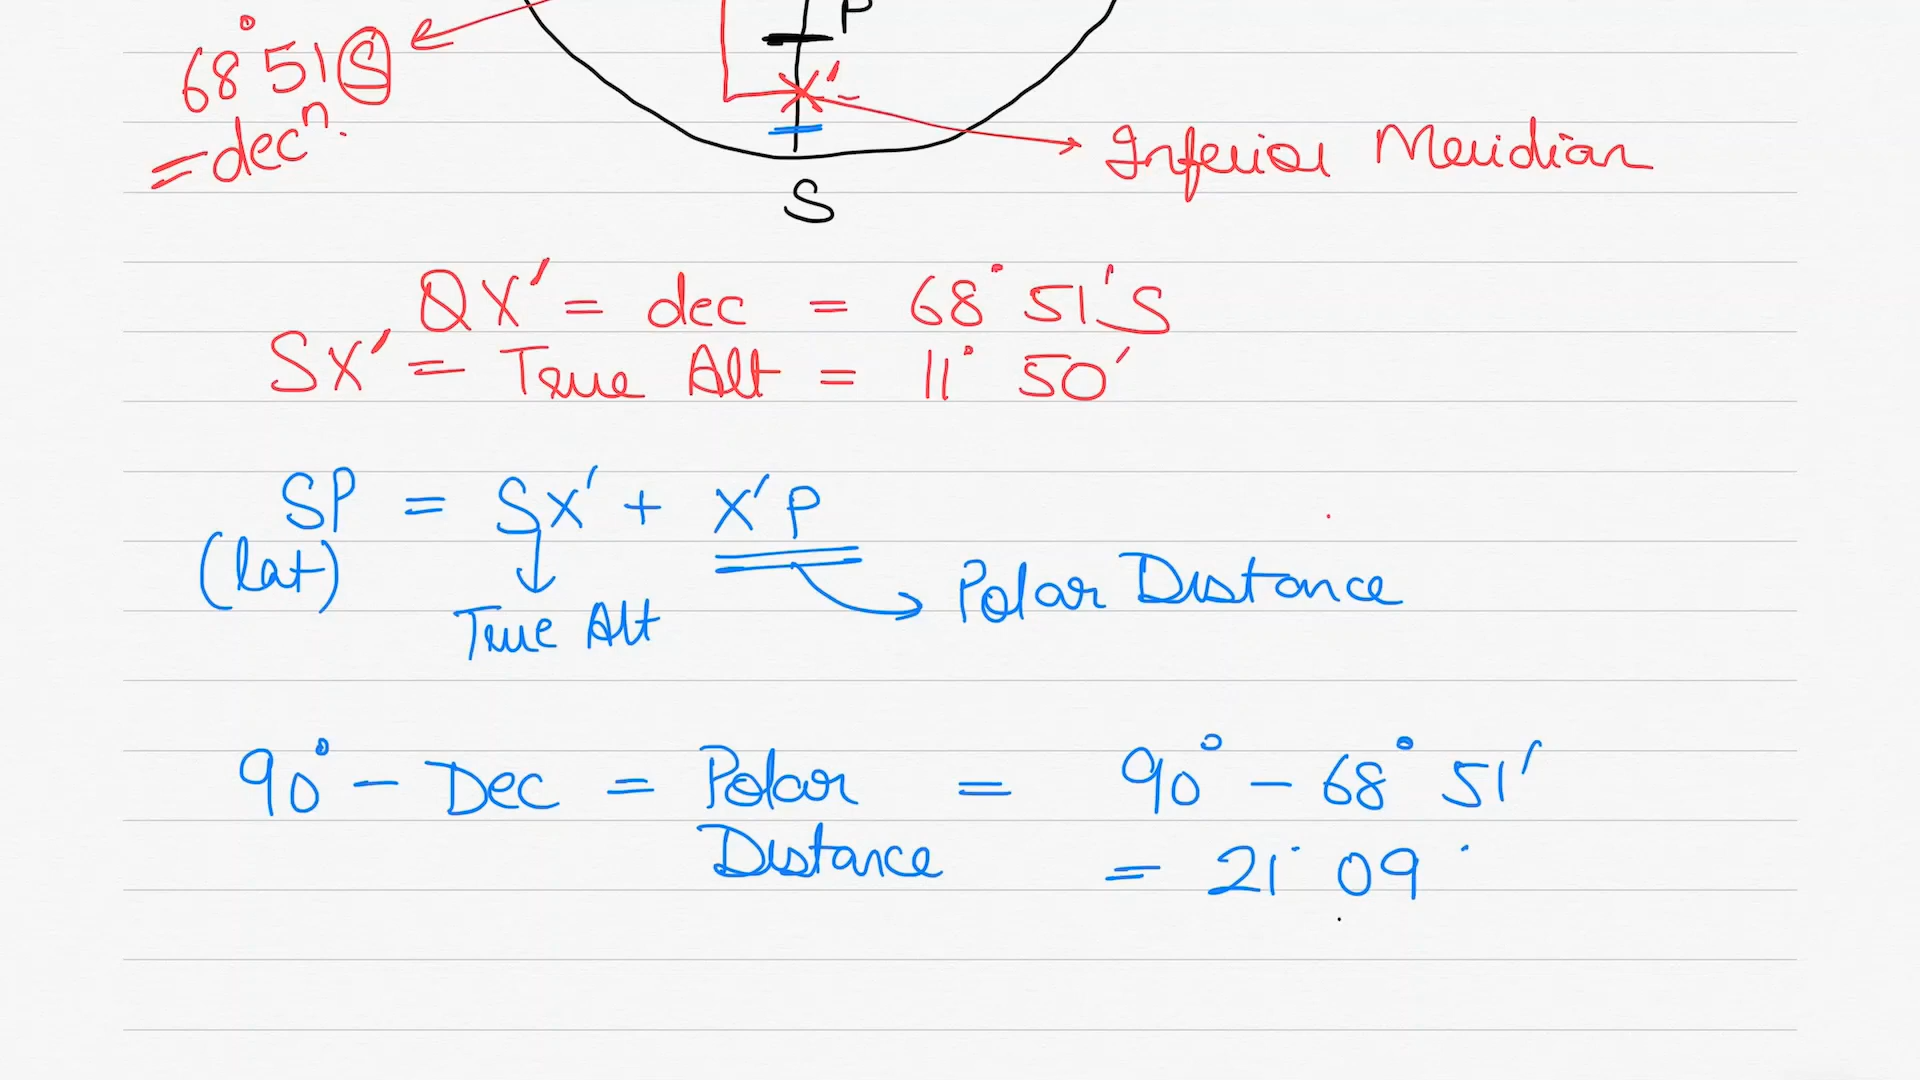 P
68° 51 S
= decⁿ.
X'
Inferior Meridian
S
QX' = dec = 68° 51' S
SX' = True Alt = 11° 50'
SP = SX' + X'P
(lat)
True Alt
Polar Distance
90° - Dec = Polar Distance = 90° - 68° 51'
= 21° 09'